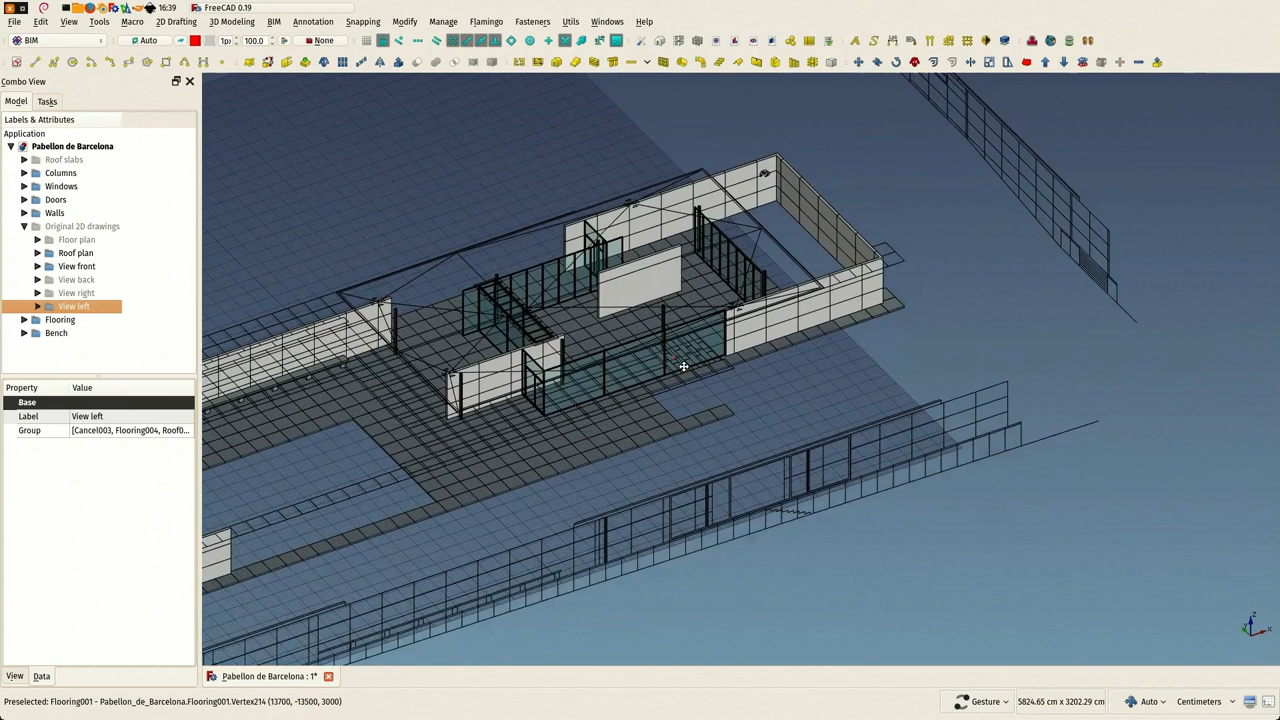 16:39 FreeCAD 0.19
File Edit View Tools Macro 2D Drafting 3D Modeling BIM Annotation Snapping Modify Manage Flamingo Fasteners Utils Windows Help
BIM Auto 1px 100.0 None
Combo View
Model Tasks
Labels & Attributes
Application
Pabellon de Barcelona
Roof slabs
Columns
Windows
Doors
Walls
Original 2D drawings
Floor plan
Roof plan
View front
View back
View right
View left
Flooring
Bench
Property Value
Base
Label View left
Group [Cancel003, Flooring004, Roof0...
View Data
Pabellon de Barcelona : 1*
Preselected: Flooring001 - Pabellon_de_Barcelona.Flooring001.Vertex214 (13700, -13500, 3000)
Gesture 5824.65 cm x 3202.29 cm Auto Centimeters
Z
X